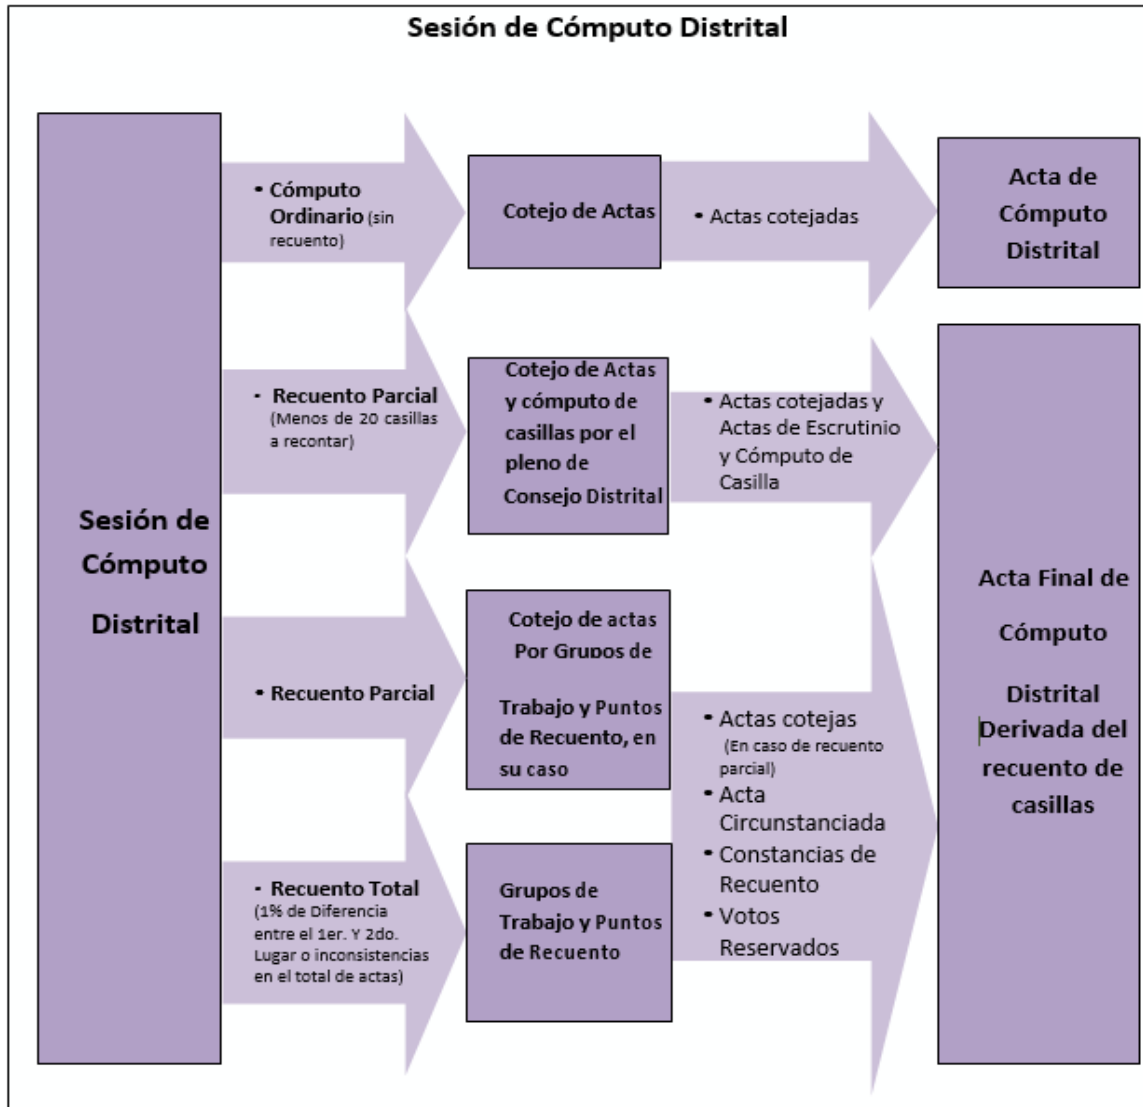 Sesión de Cómputo Distrital
Sesión de
Cómputo
Distrital
• Cómputo
Ordinario (sin
recuento)
Cotejo de Actas
• Actas cotejadas
Acta de
Cómputo
Distrital
- Recuento Parcial
(Menos de 20 casillas
a recontar)
Cotejo de Actas
y cómputo de
casillas por el
pleno de
Consejo Distrital
• Actas cotejadas y
Actas de Escrutinio
y Cómputo de
Casilla
• Recuento Parcial
Cotejo de actas
Por Grupos de
Trabajo y Puntos
de Recuento, en
su caso
- Recuento Total
(1% de Diferencia
entre el 1er. Y 2do.
Lugar o inconsistencias
en el total de actas)
Grupos de
Trabajo y Puntos
de Recuento
• Actas cotejas
(En caso de recuento
parcial)
• Acta
Circunstanciada
• Constancias de
Recuento
• Votos
Reservados
Acta Final de
Cómputo
Distrital
Derivada del
recuento de
casillas